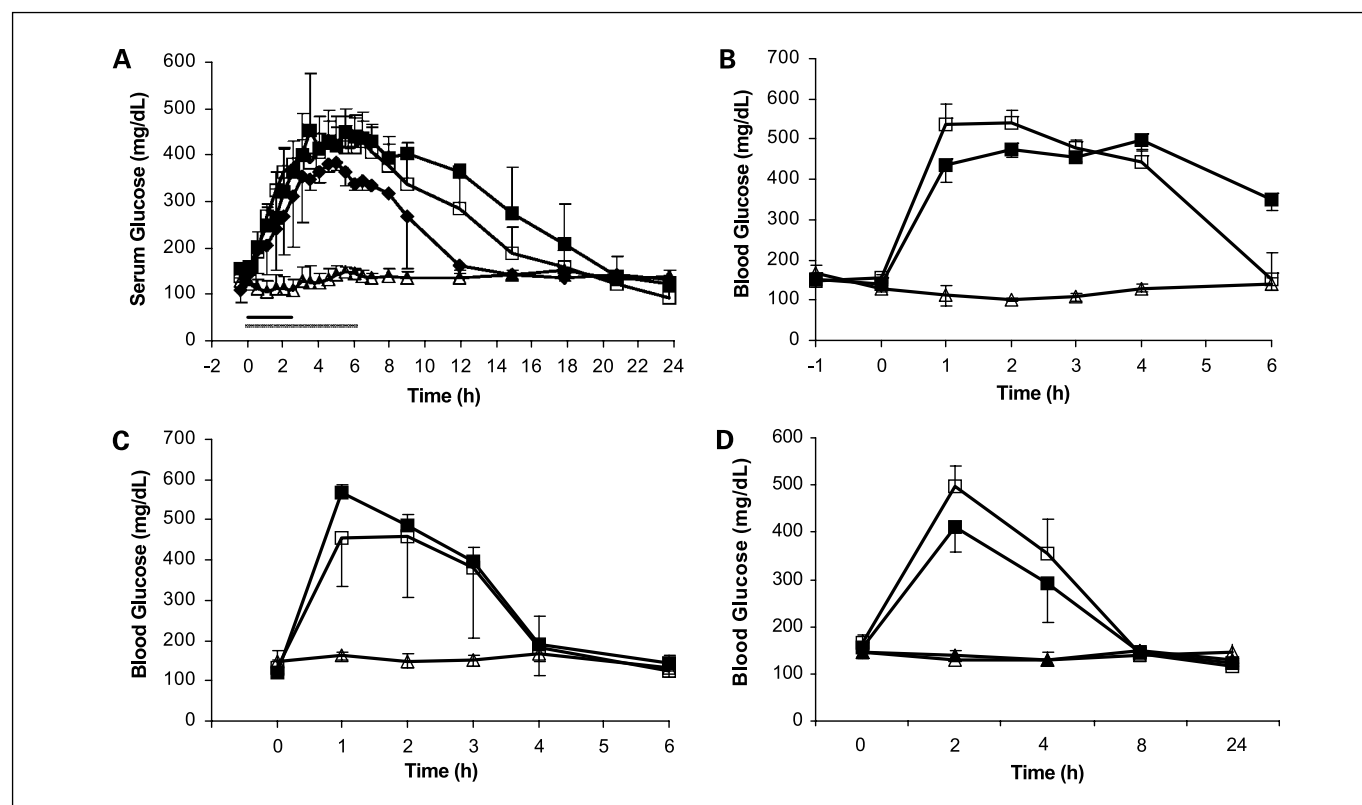 A
Serum Glucose (mg/dL)
600
500
400
300
200
100
0
-2 0 2 4 6 8 10 12 14 16 18 20 22 24
Time (h)
B
Blood Glucose (mg/dL)
700
600
500
400
300
200
100
0
-1 0 1 2 3 4 5 6
Time (h)
C
Blood Glucose (mg/dL)
700
600
500
400
300
200
100
0
0 1 2 3 4 5 6
Time (h)
D
Blood Glucose (mg/dL)
600
500
400
300
200
100
0
0 2 4 8 24
Time (h)